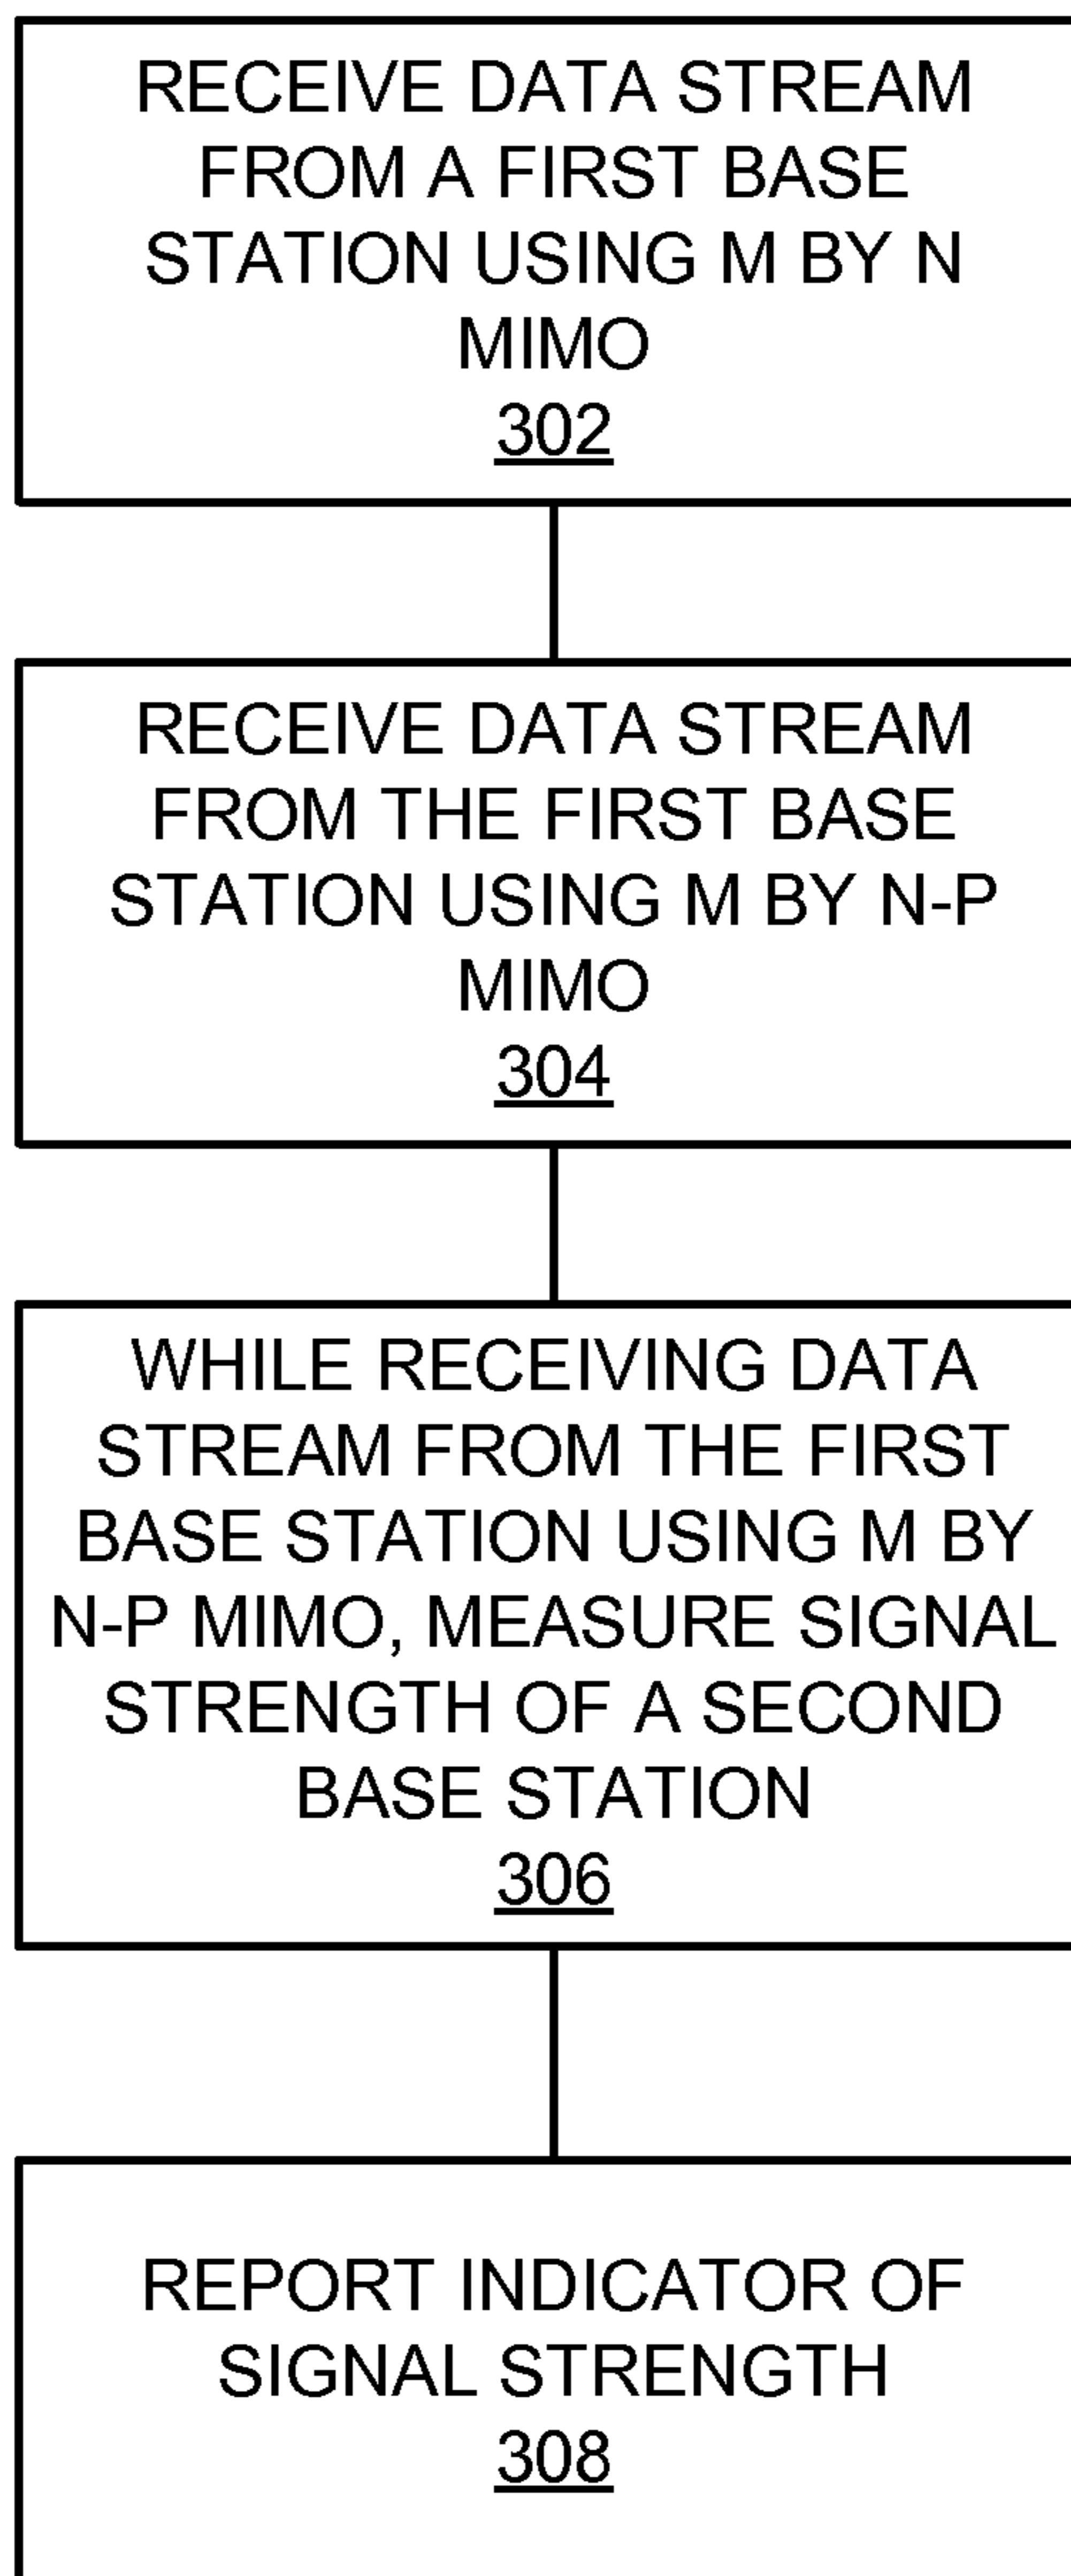 RECEIVE DATA STREAM
FROM A FIRST BASE
STATION USING M BY N
MIMO
302
RECEIVE DATA STREAM
FROM THE FIRST BASE
STATION USING M BY N-P
MIMO
304
WHILE RECEIVING DATA
STREAM FROM THE FIRST
BASE STATION USING M BY
N-P MIMO, MEASURE SIGNAL
STRENGTH OF A SECOND
BASE STATION
306
REPORT INDICATOR OF
SIGNAL STRENGTH
308